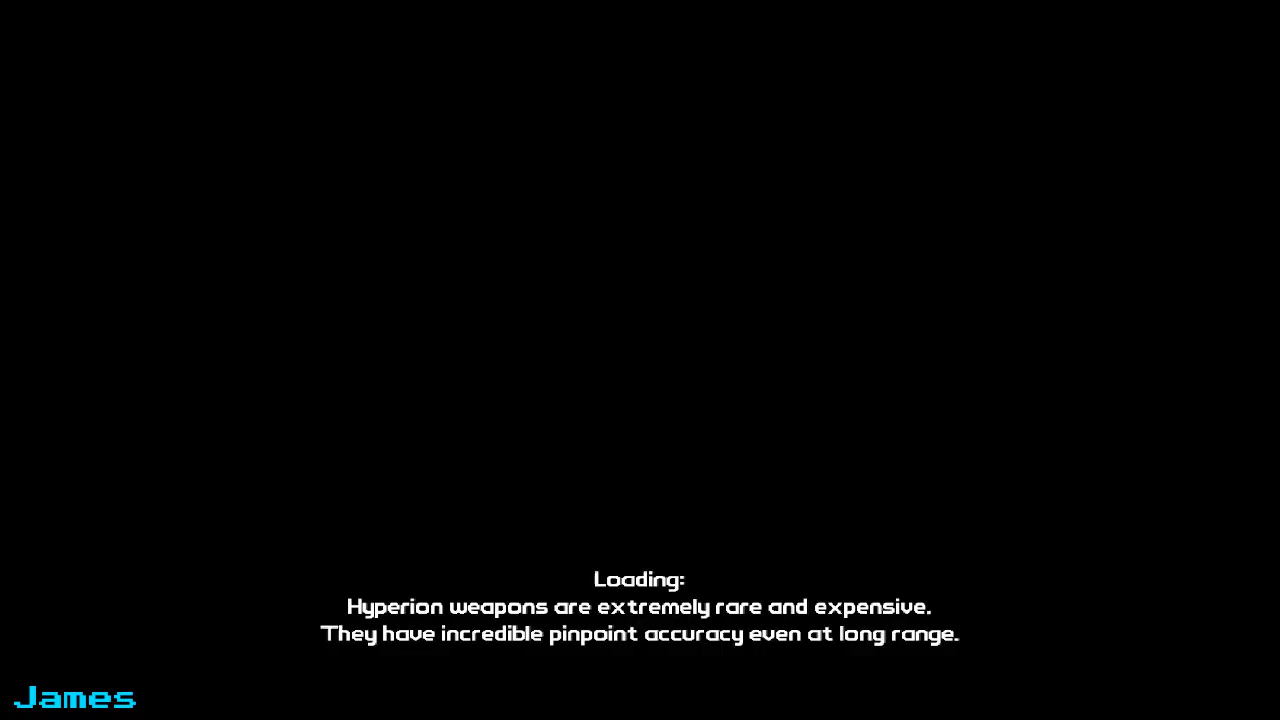 Loading:
Hyperion weapons are extremely rare and expensive.
They have incredible pinpoint accuracy even at long range.
James